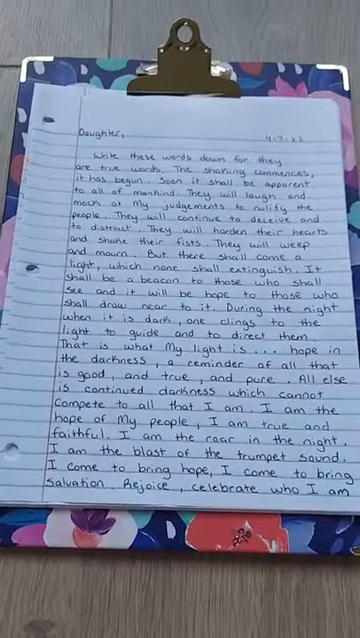 Daughter,
4.7.22
Write these words down for they
are true words. The shaking commences,
it has begun. Soon it shall be apparent
to all of mankind. They will laugh and
mock at My judgements to nullify the
people. They will continue to deceive and
to distract. They will harden their hearts
and shake their fists. They will weep
and mourn. But there shall come a
light, which none shall extinguish. It
shall be a beacon to those who shall
see and it will be hope to those who
shall draw near to it. During the night
when it is dark, one clings to the
light to guide and to direct them.
That is what My light is... hope in
the darkness, a reminder of all that
is good, and true, and pure. All else
is continued darkness which cannot
compete to all that I am. I am the
hope of My people, I am true and
faithful. I am the roar in the night.
I am the blast of the trumpet sound.
I come to bring hope, I come to bring
salvation. Rejoice, celebrate who I am